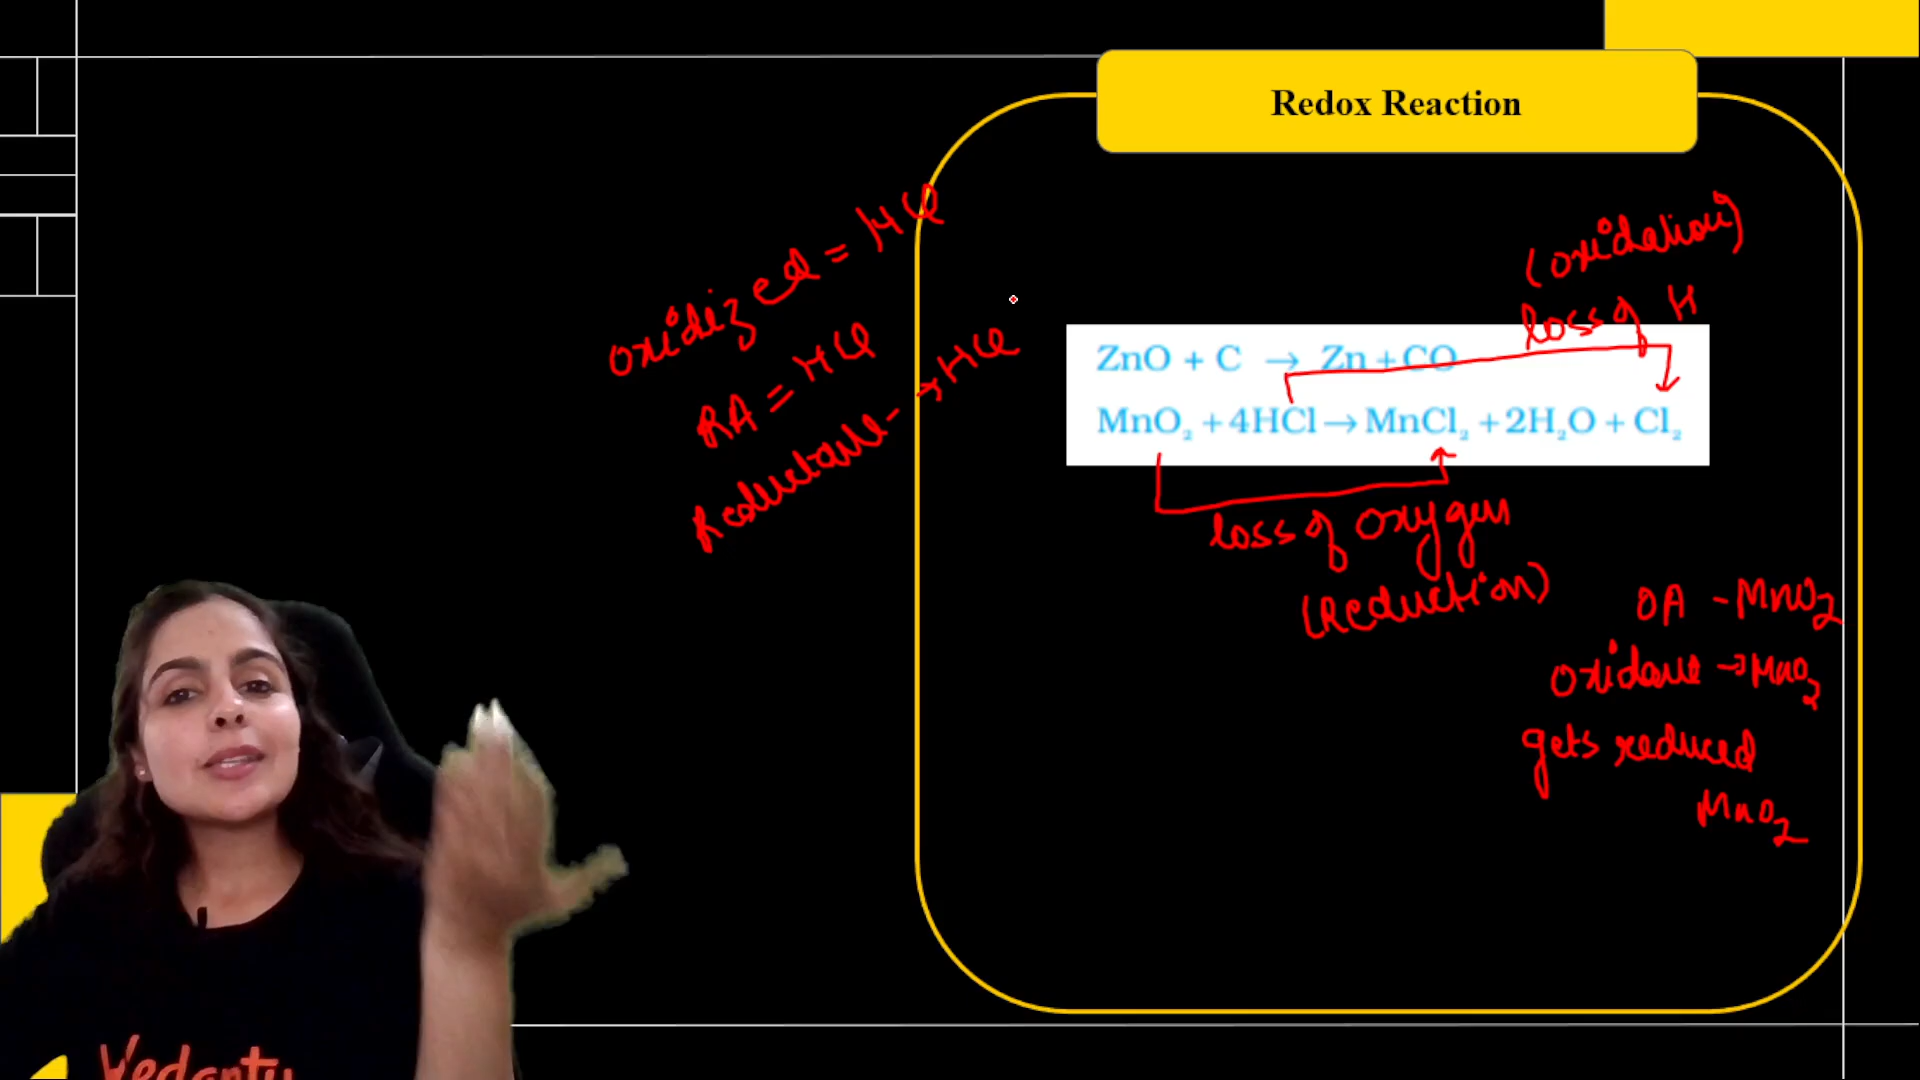 Redox Reaction
oxidized = HCl
RA = HCl
Reductant → HCl
(oxidation)
loss of H
ZnO + C → Zn + CO
MnO₂ + 4HCl → MnCl₂ + 2H₂O + Cl₂
loss of oxygen
(Reduction)
OA - MnO₂
oxidant → MnO₂
gets reduced
MnO₂
Vedantu